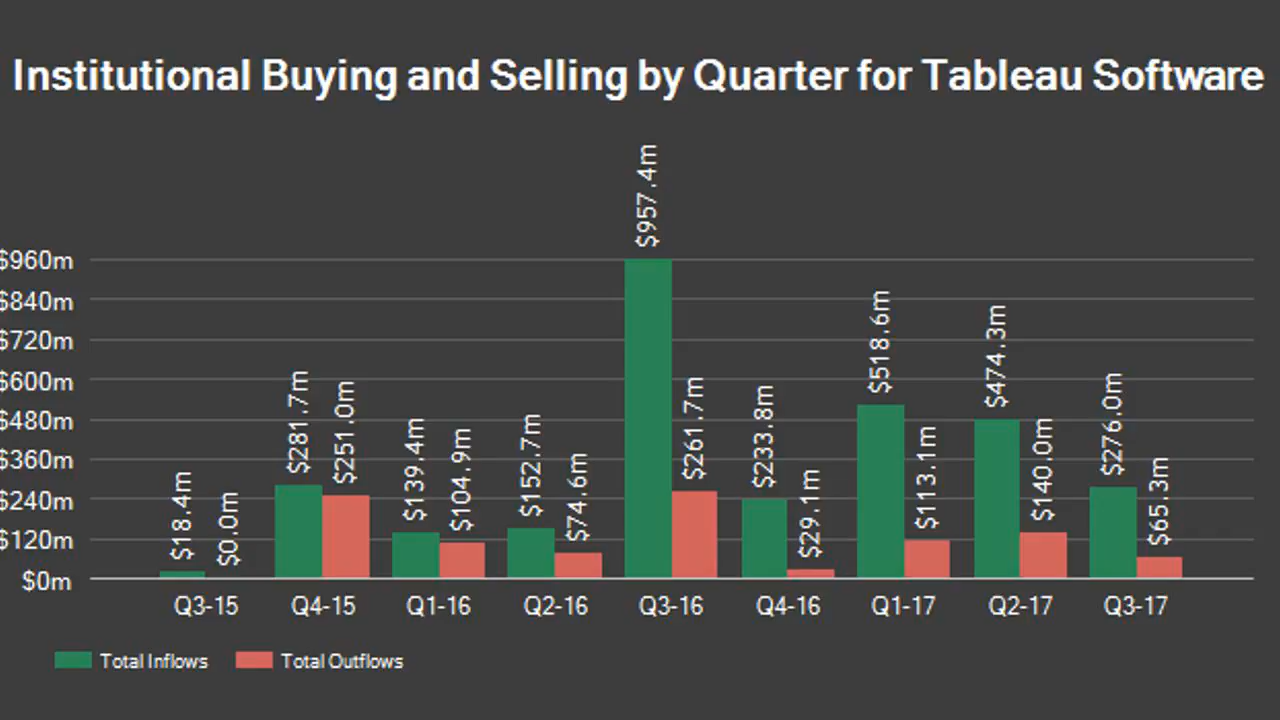 Institutional Buying and Selling by Quarter for Tableau Software
$960m
$840m
$720m
$600m
$480m
$360m
$240m
$120m
$0m
$18.4m
$0.0m
$281.7m
$251.0m
$139.4m
$104.9m
$152.7m
$74.6m
$957.4m
$261.7m
$233.8m
$29.1m
$518.6m
$113.1m
$474.3m
$140.0m
$276.0m
$65.3m
Q3-15 Q4-15 Q1-16 Q2-16 Q3-16 Q4-16 Q1-17 Q2-17 Q3-17
Total Inflows Total Outflows